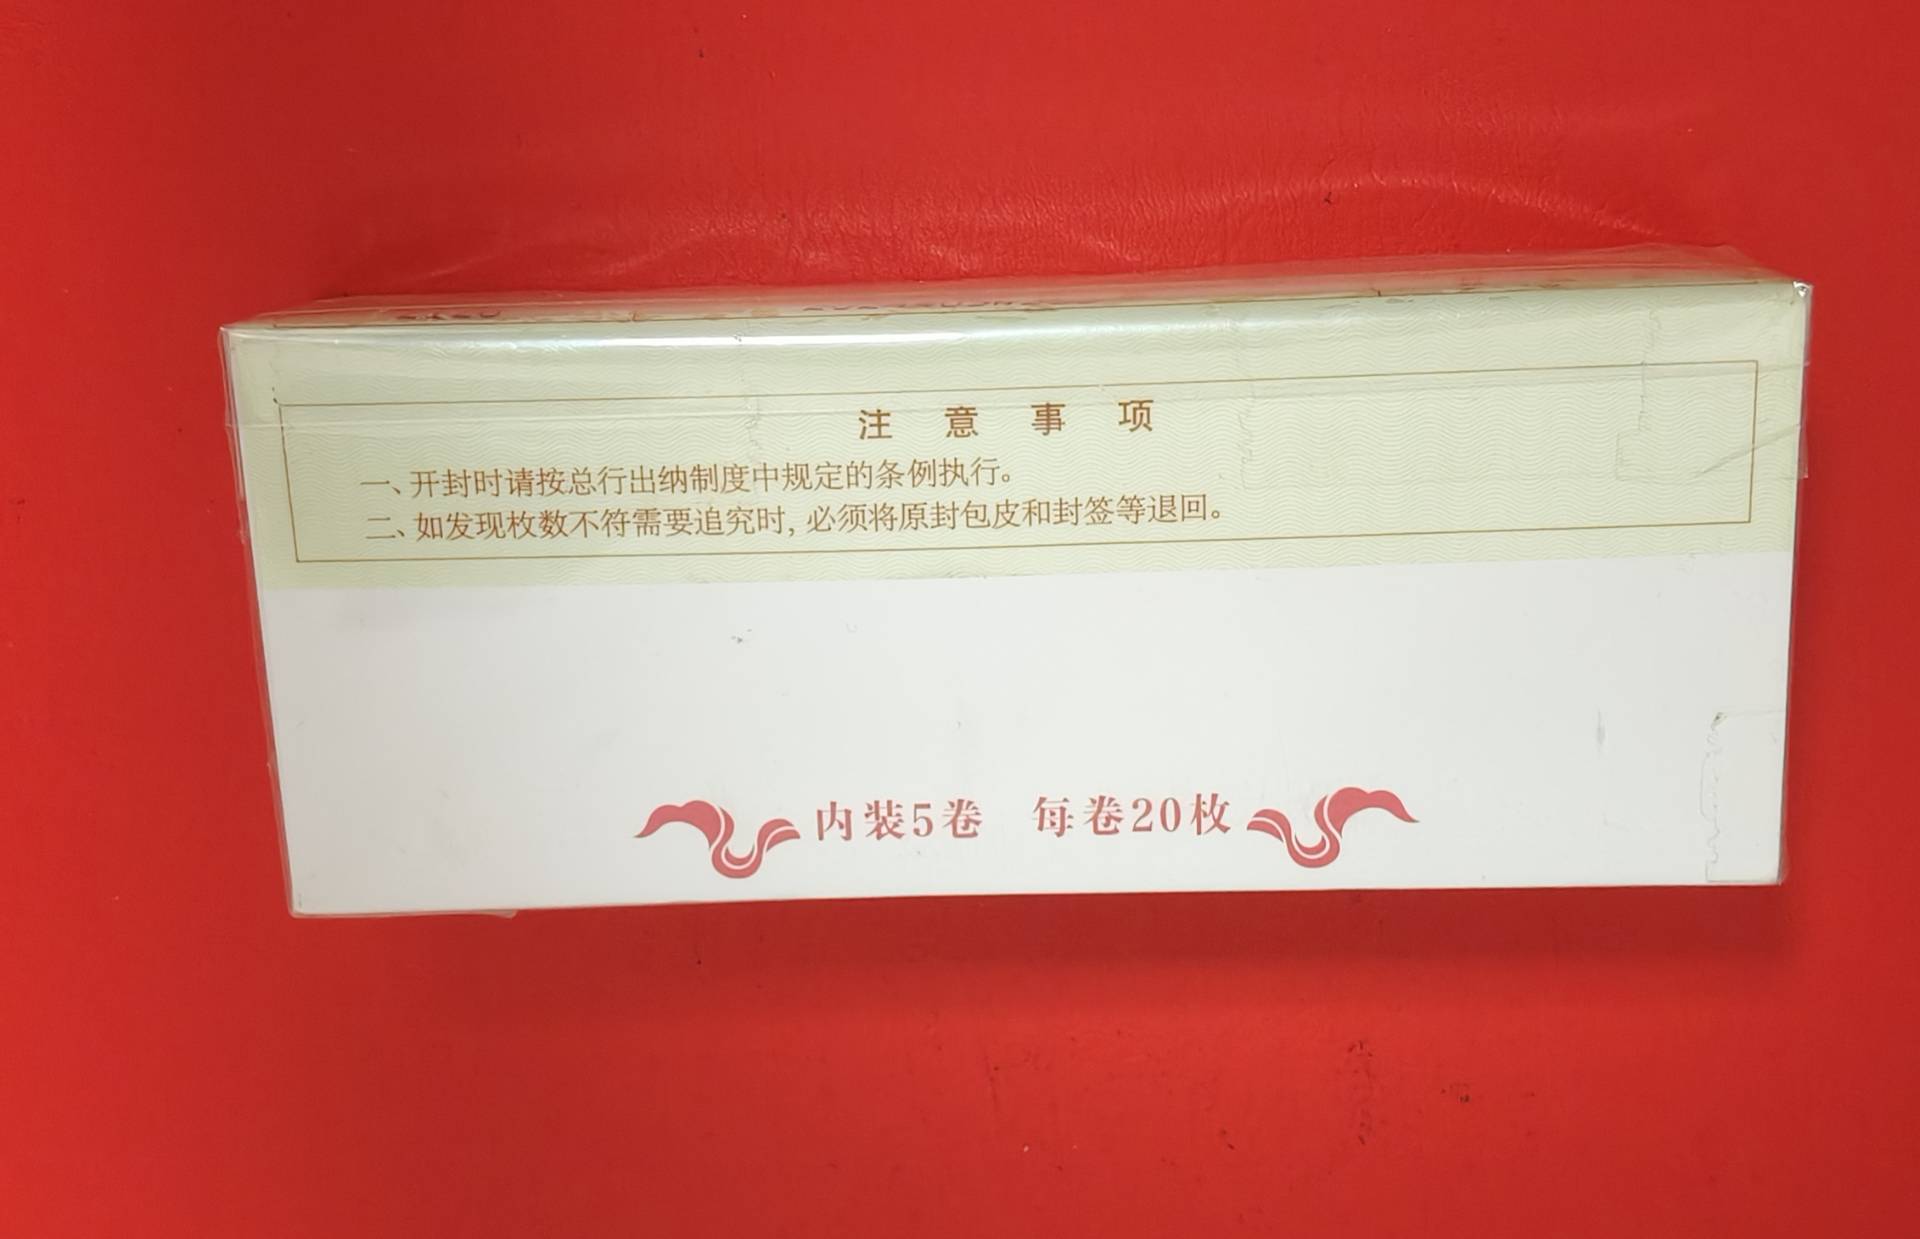 注意事项
一、开封时请按总行出纳制度中规定的条例执行。
二、如发现枚数不符需要追究时,必须将原封包皮和封签等退回。
内装5卷 每卷20枚